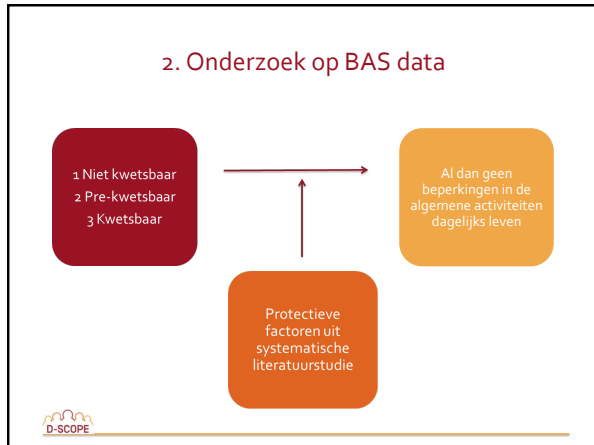 2. Onderzoek op BAS data
1 Niet kwetsbaar
2 Pre-kwetsbaar
3 Kwetsbaar
Al dan geen
beperkingen in de
algemene activiteiten
dagelijks leven
Protectieve
factoren uit
systematische
literatuurstudie
D-SCOPE